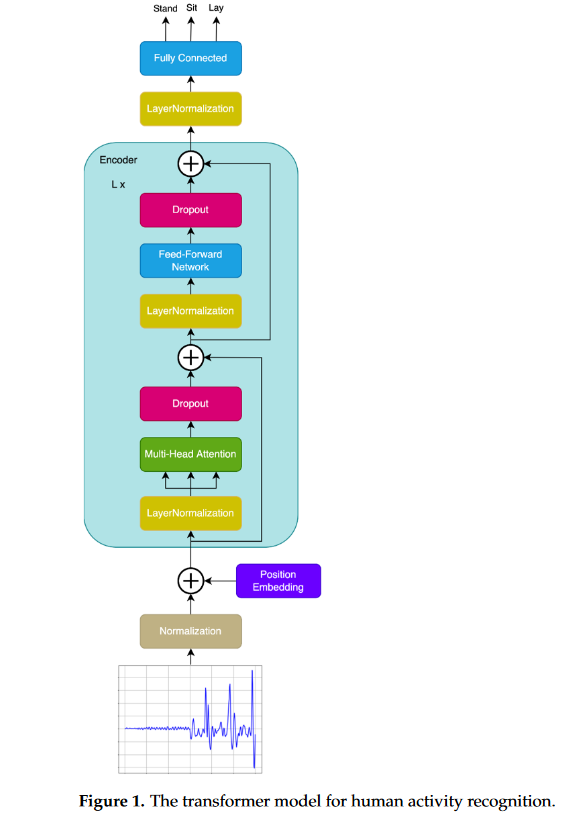 Stand Sit Lay
Fully Connected
LayerNormalization
Encoder
L x
Dropout
Feed-Forward
Network
LayerNormalization
Dropout
Multi-Head Attention
LayerNormalization
Position
Embedding
Normalization
Figure 1. The transformer model for human activity recognition.